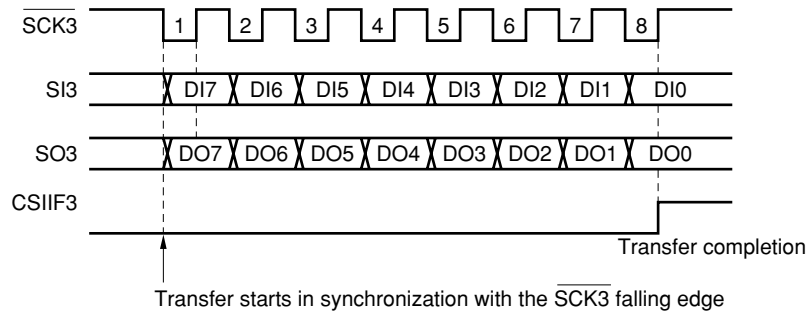 SCK3 1 2 3 4 5 6 7 8
SI3 DI7 DI6 DI5 DI4 DI3 DI2 DI1 DI0
SO3 DO7 DO6 DO5 DO4 DO3 DO2 DO1 DO0
CSIIF3
Transfer completion
Transfer starts in synchronization with the SCK3 falling edge